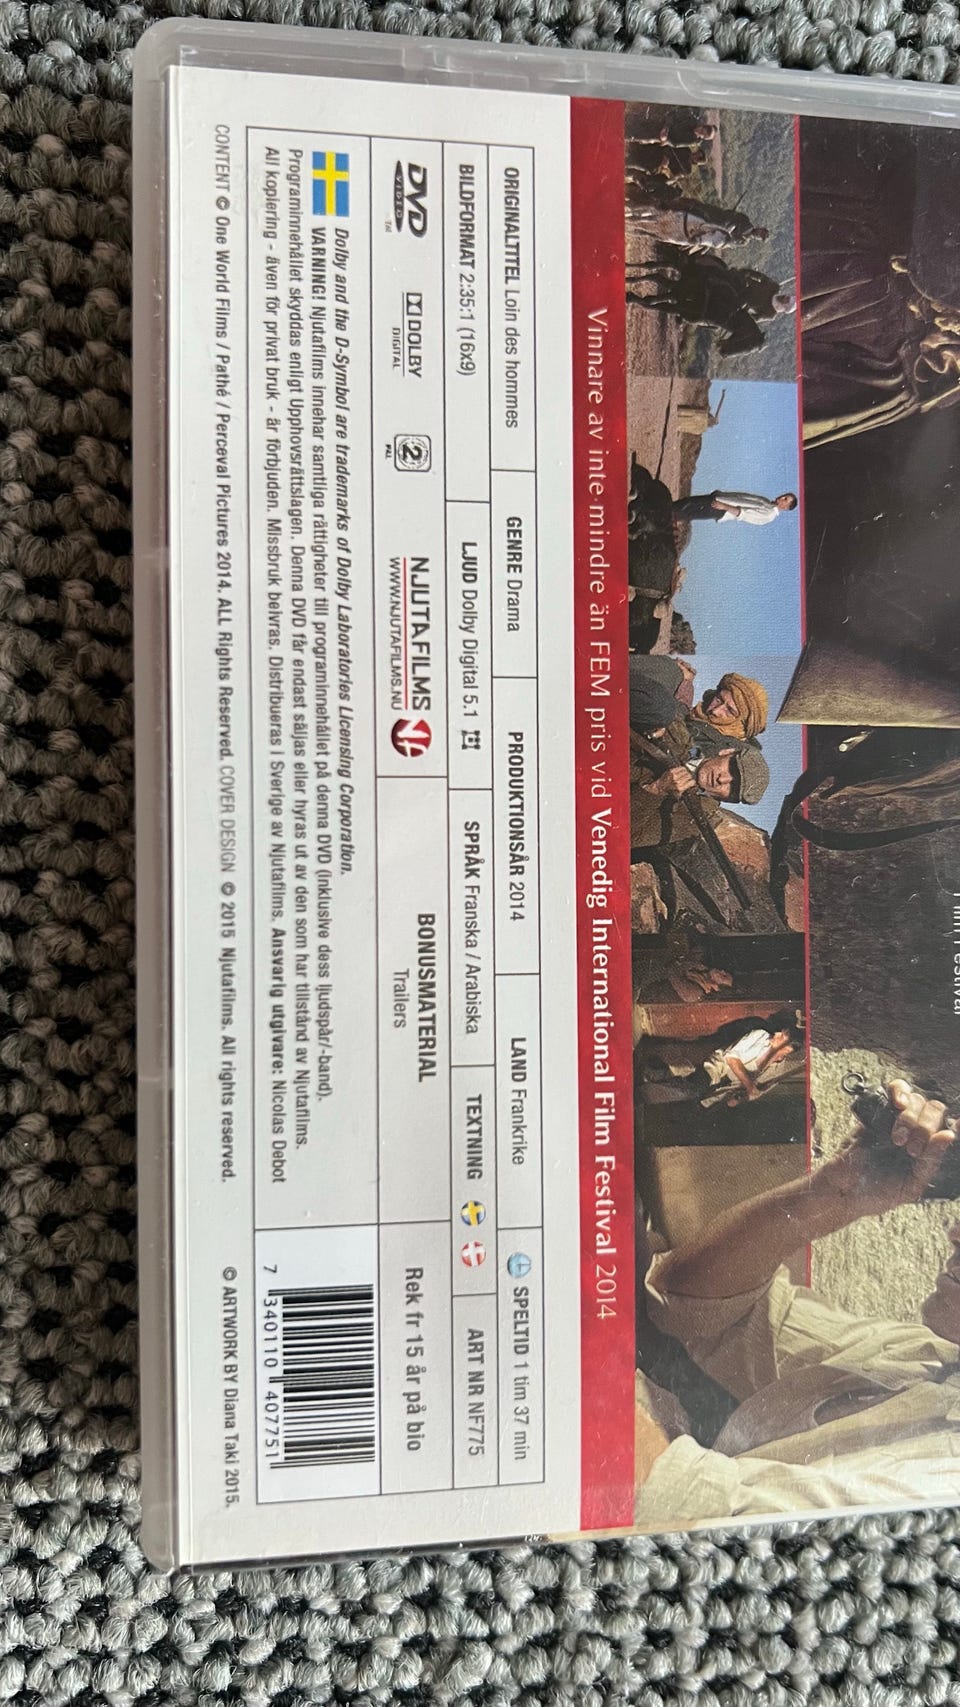 Film Festival
Vinnare av inte mindre än FEM pris vid Venedig International Film Festival 2014
ORIGINALTITEL Loin des hommes
GENRE Drama
PRODUKTIONSÅR 2014
LAND Frankrike
SPELTID 1 tim 37 min
BILDFORMAT 2:35:1 (16x9)
LJUD Dolby Digital 5.1
SPRÅK Franska / Arabiska
TEXTNING
ART NR NF775
DVD
VIDEO
TM
DOLBY
DIGITAL
2
PAL
NJUTAFILMS
WWW.NJUTAFILMS.NU
BONUSMATERIAL
Trailers
Rek fr 15 år på bio
Dolby and the D-Symbol are trademarks of Dolby Laboratories Licensing Corporation.
VARNING! Njutafilms innehar samtliga rättigheter till programinnehållet på denna DVD (inklusive dess ljudspår/-band).
Programinnehållet skyddas enligt Upphovsrättslagen. Denna DVD får endast säljas eller hyras ut av den som har tillstånd av Njutafilms.
All kopiering - även för privat bruk - är förbjuden. Missbruk beivras. Distribueras i Sverige av Njutafilms. Ansvarig utgivare: Nicolas Debot
7 340110 407751
CONTENT © One World Films / Pathé / Perceval Pictures 2014. ALL Rights Reserved. COVER DESIGN © 2015 Njutafilms. All rights reserved.
© ARTWORK BY Diana Taki 2015.